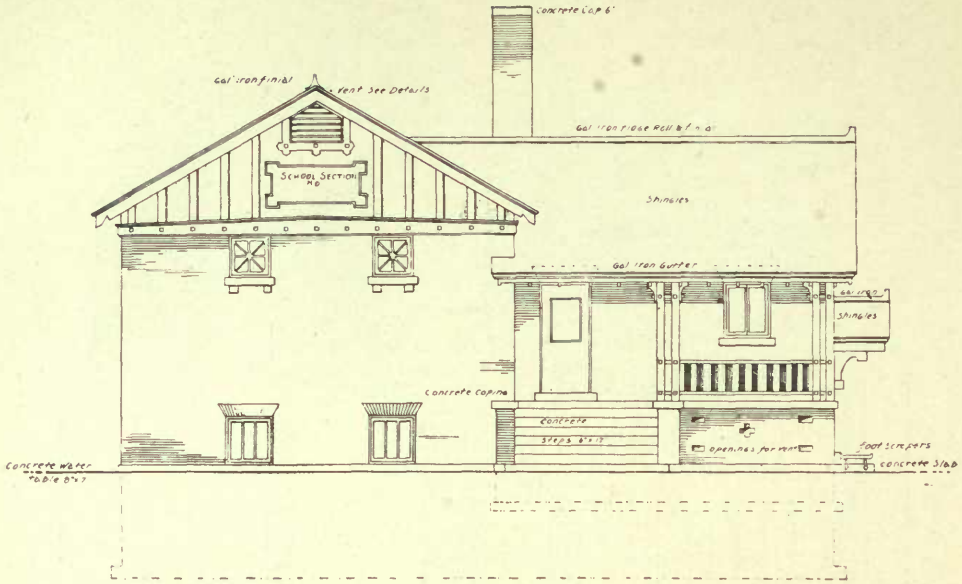 Concrete Cap 6"
Gal' iron finial
Vent See Details
Gal' iron ridge Roll &
SCHOOL SECTION
NO
Shingles
Gal' iron Gutter
Gal iron
Shingles
Concrete Coping
Concrete
Steps 6"x12"
openings for vent
foot scrapers
Concrete Water
table 8"x7
concrete Slab